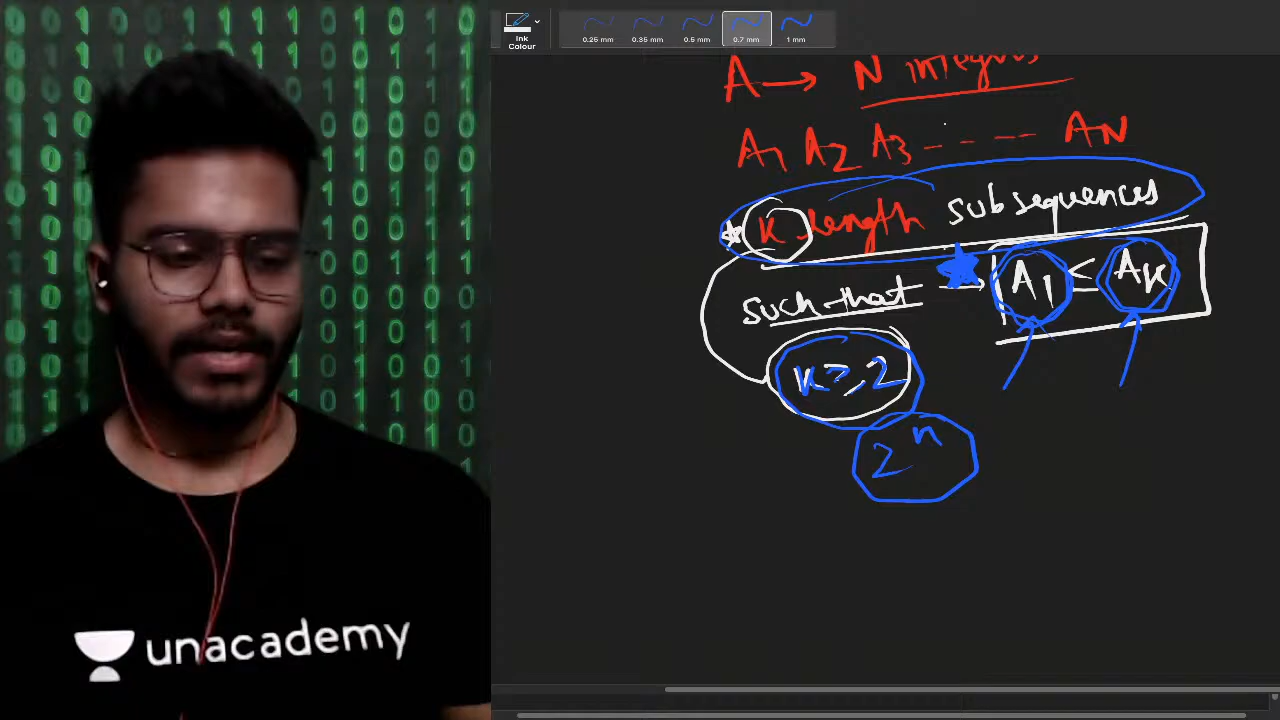 0.25 mm 0.35 mm 0.5 mm 0.7 mm 1 mm
Ink
Colour
A → N integers
A1 A2 A3 - - - - - AN
* K length subsequences
such that → A1 ≤ AK
K >, 2
2^n
unacademy